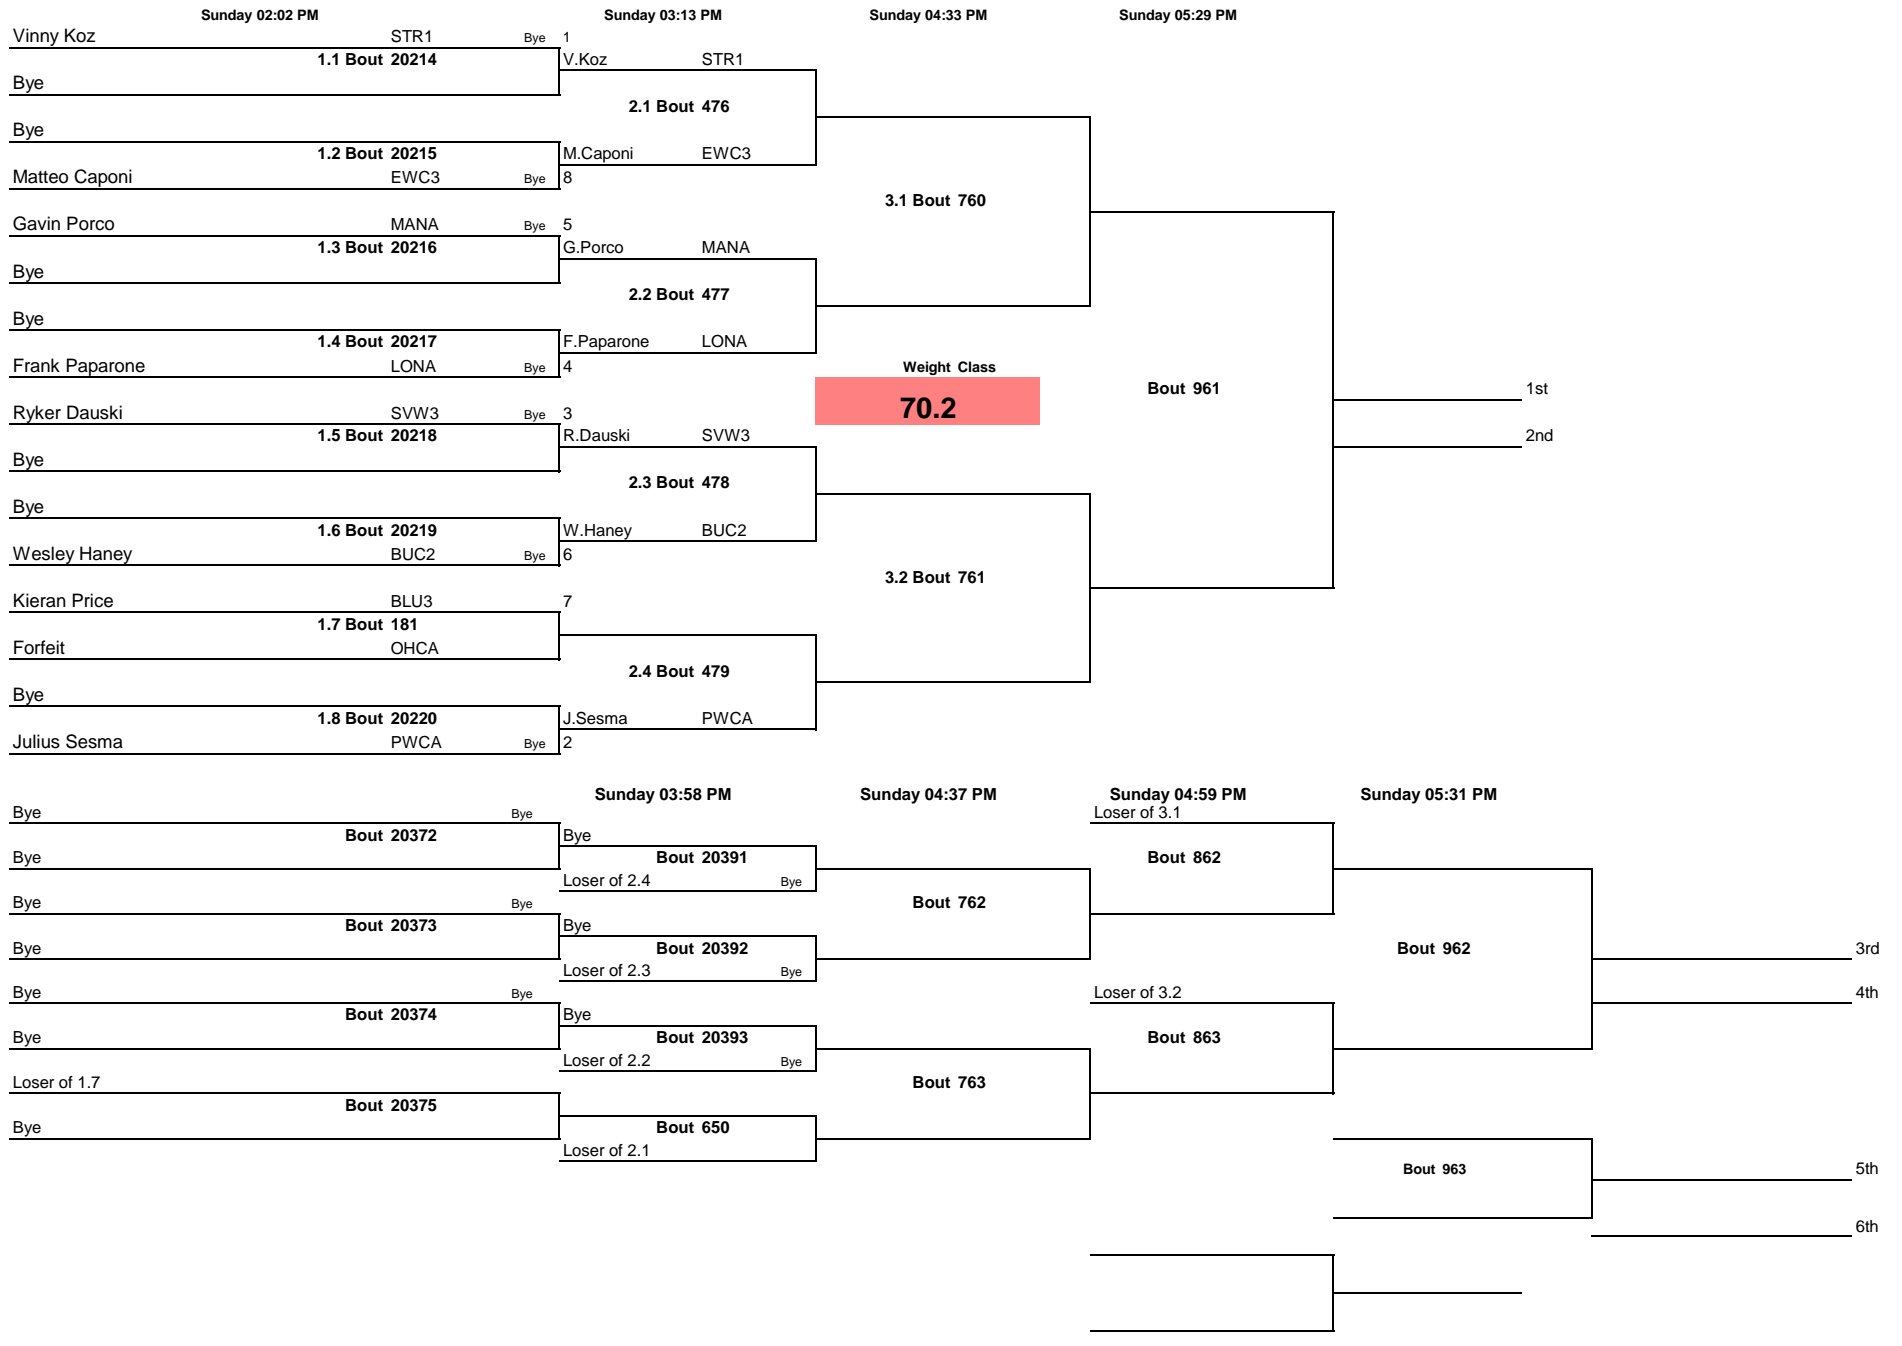 Sunday 02:02 PM Sunday 03:13 PM Sunday 04:33 PM Sunday 05:29 PM
Vinny Koz STR1 Bye 1
1.1 Bout 20214 V.Koz STR1
Bye
2.1 Bout 476
Bye
1.2 Bout 20215 M.Caponi EWC3
Matteo Caponi EWC3 Bye 8
3.1 Bout 760
Gavin Porco MANA Bye 5
1.3 Bout 20216 G.Porco MANA
Bye
2.2 Bout 477
Bye
1.4 Bout 20217 F.Paparone LONA
Frank Paparone LONA Bye 4 Weight Class
Bout 961 1st
Ryker Dauski SVW3 Bye 3 70.2
1.5 Bout 20218 R.Dauski SVW3 2nd
Bye
2.3 Bout 478
Bye
1.6 Bout 20219 W.Haney BUC2
Wesley Haney BUC2 Bye 6
3.2 Bout 761
Kieran Price BLU3 7
1.7 Bout 181
Forfeit OHCA
2.4 Bout 479
Bye
1.8 Bout 20220 J.Sesma PWCA
Julius Sesma PWCA Bye 2
Sunday 03:58 PM Sunday 04:37 PM Sunday 04:59 PM Sunday 05:31 PM
Bye Bye Loser of 3.1
Bout 20372 Bye
Bye Bout 20391 Bout 862
Loser of 2.4 Bye
Bye Bye Bout 762
Bout 20373 Bye
Bye Bout 20392 Bout 962 3rd
Loser of 2.3 Bye
Bye Bye Loser of 3.2 4th
Bout 20374 Bye
Bye Bout 20393 Bout 863
Loser of 2.2 Bye
Loser of 1.7 Bout 763
Bout 20375
Bye Bout 650
Loser of 2.1
Bout 963 5th
6th